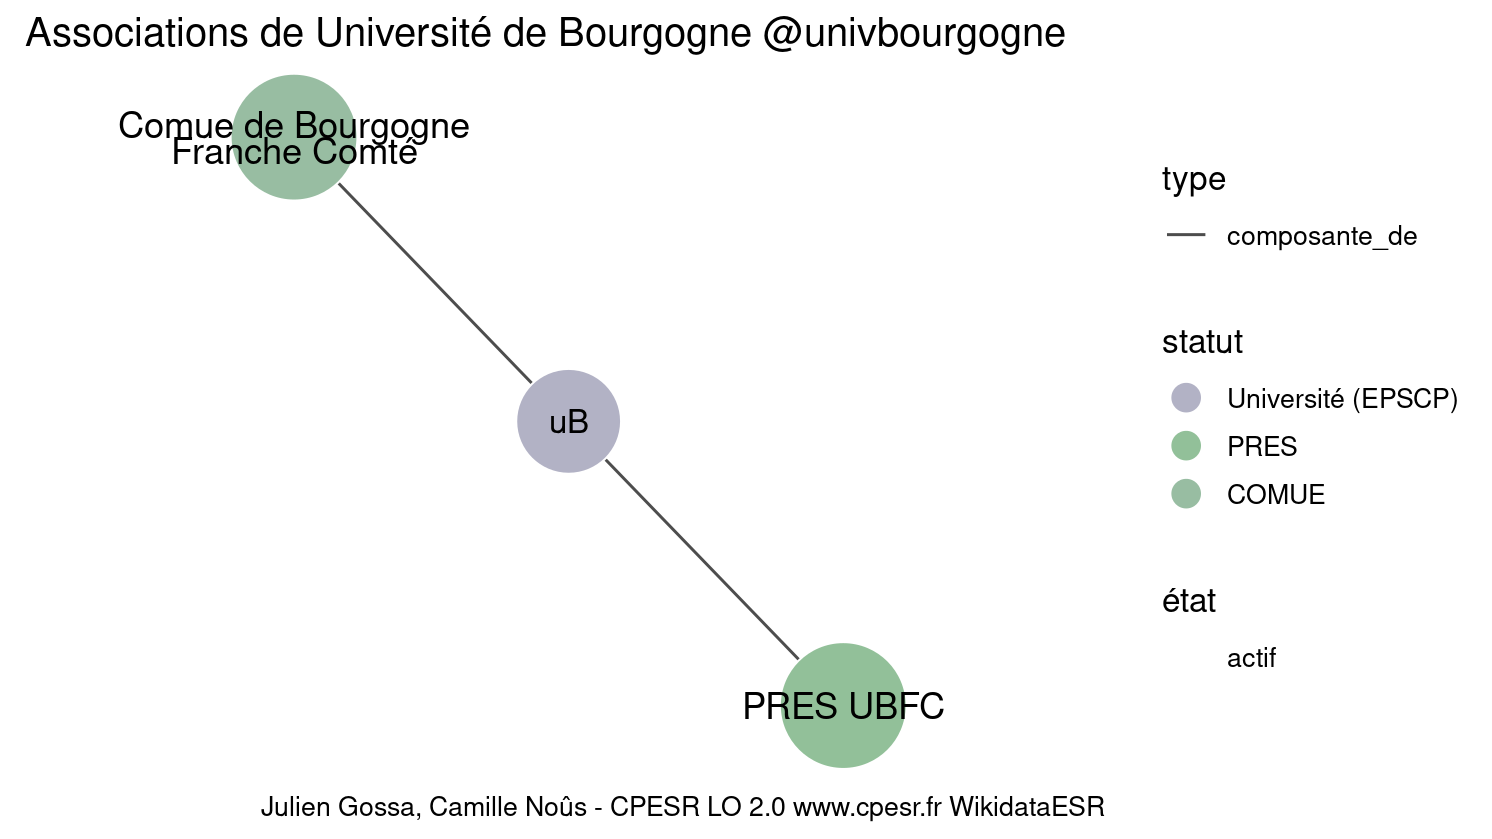 Associations de Université de Bourgogne @univbourgogne
Comue de Bourgogne
Franche Comté
uB
PRES UBFC
type
composante_de
statut
Université (EPSCP)
PRES
COMUE
état
actif
Julien Gossa, Camille Noûs - CPESR LO 2.0 www.cpesr.fr WikidataESR